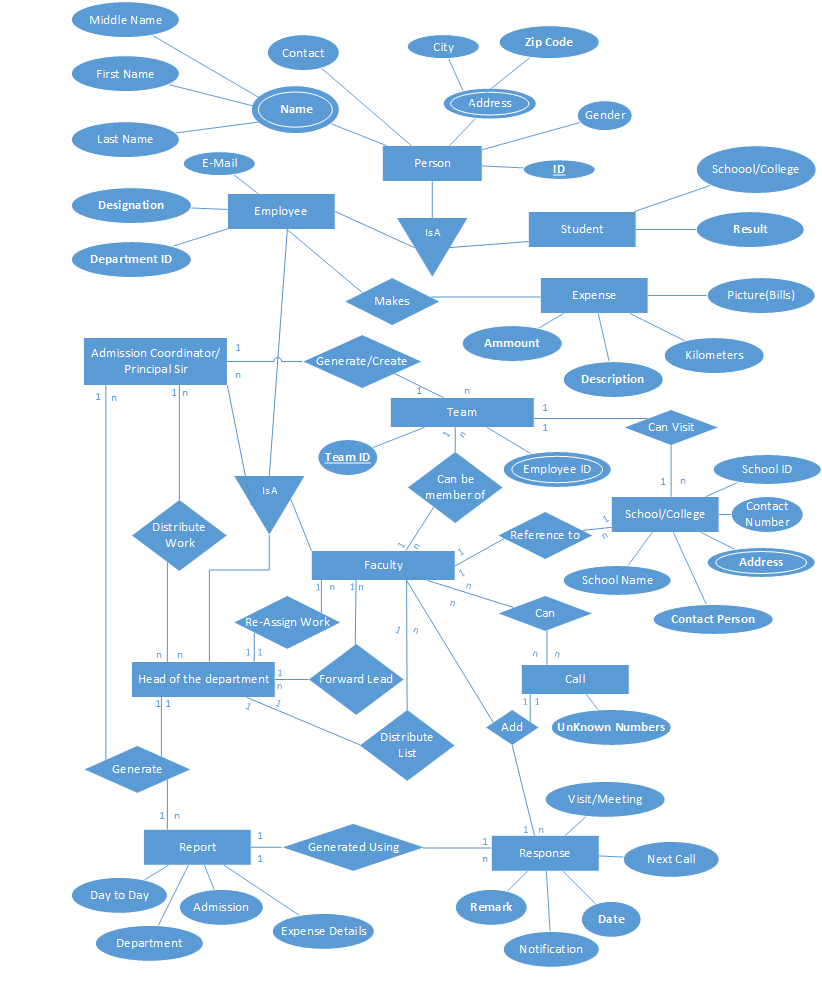 Middle Name
Contact
City
Zip Code
First Name
Name
Address
Gender
Last Name
E-Mail
Person
ID
Schoool/College
Designation
Employee
IsA
Student
Result
Department ID
Makes
Expense
Picture(Bills)
Ammount
Kilometers
Description
Admission Coordinator/
Principal Sir
1
n
Generate/Create
1
n
1 n
1 n
Team
1
1
Can Visit
1 n
Team ID
Employee ID
1 n
Can be
member of
1 n
IsA
School ID
School/College
Contact
Number
Address
School Name
Contact Person
Distribute
Work
Reference to
1
n
1
Faculty
1
n
n
1 n
1 n
Re-Assign Work
Can
1 n
n n
1 1
n n
Head of the department
1
n
Forward Lead
Call
1 1
1 1
1 1
Distribute
List
Add
UnKnown Numbers
Generate
1 n
Visit/Meeting
1 n
Report
1
1
Generated Using
1
n
Response
Next Call
Day to Day
Admission
Remark
Date
Department
Expense Details
Notification